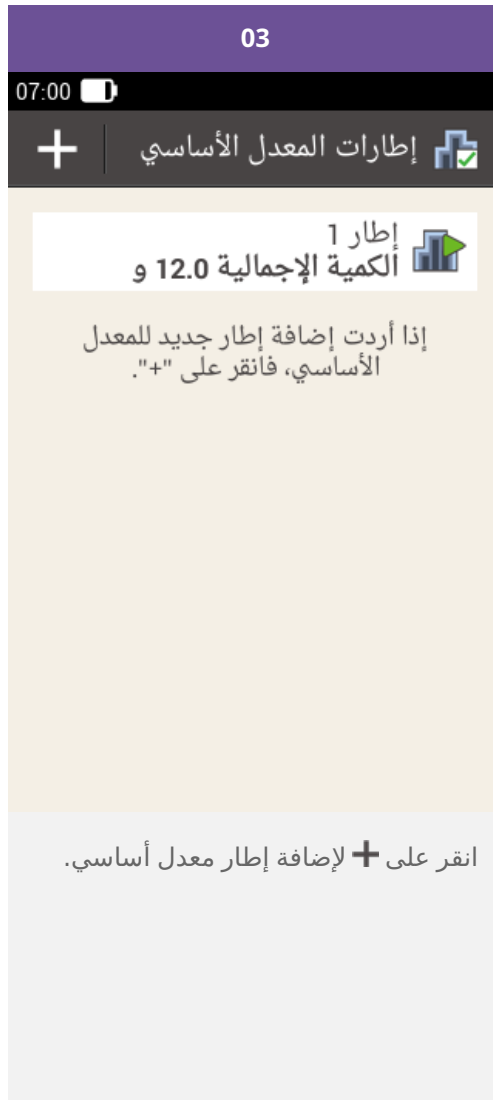 03
07:00
إطارات المعدل الأساسي
إطار 1
الكمية الإجمالية 12.0 و
إذا أردت إضافة إطار جديد للمعدل
الأساسي، فانقر على "+".
انقر على + لإضافة إطار معدل أساسي.